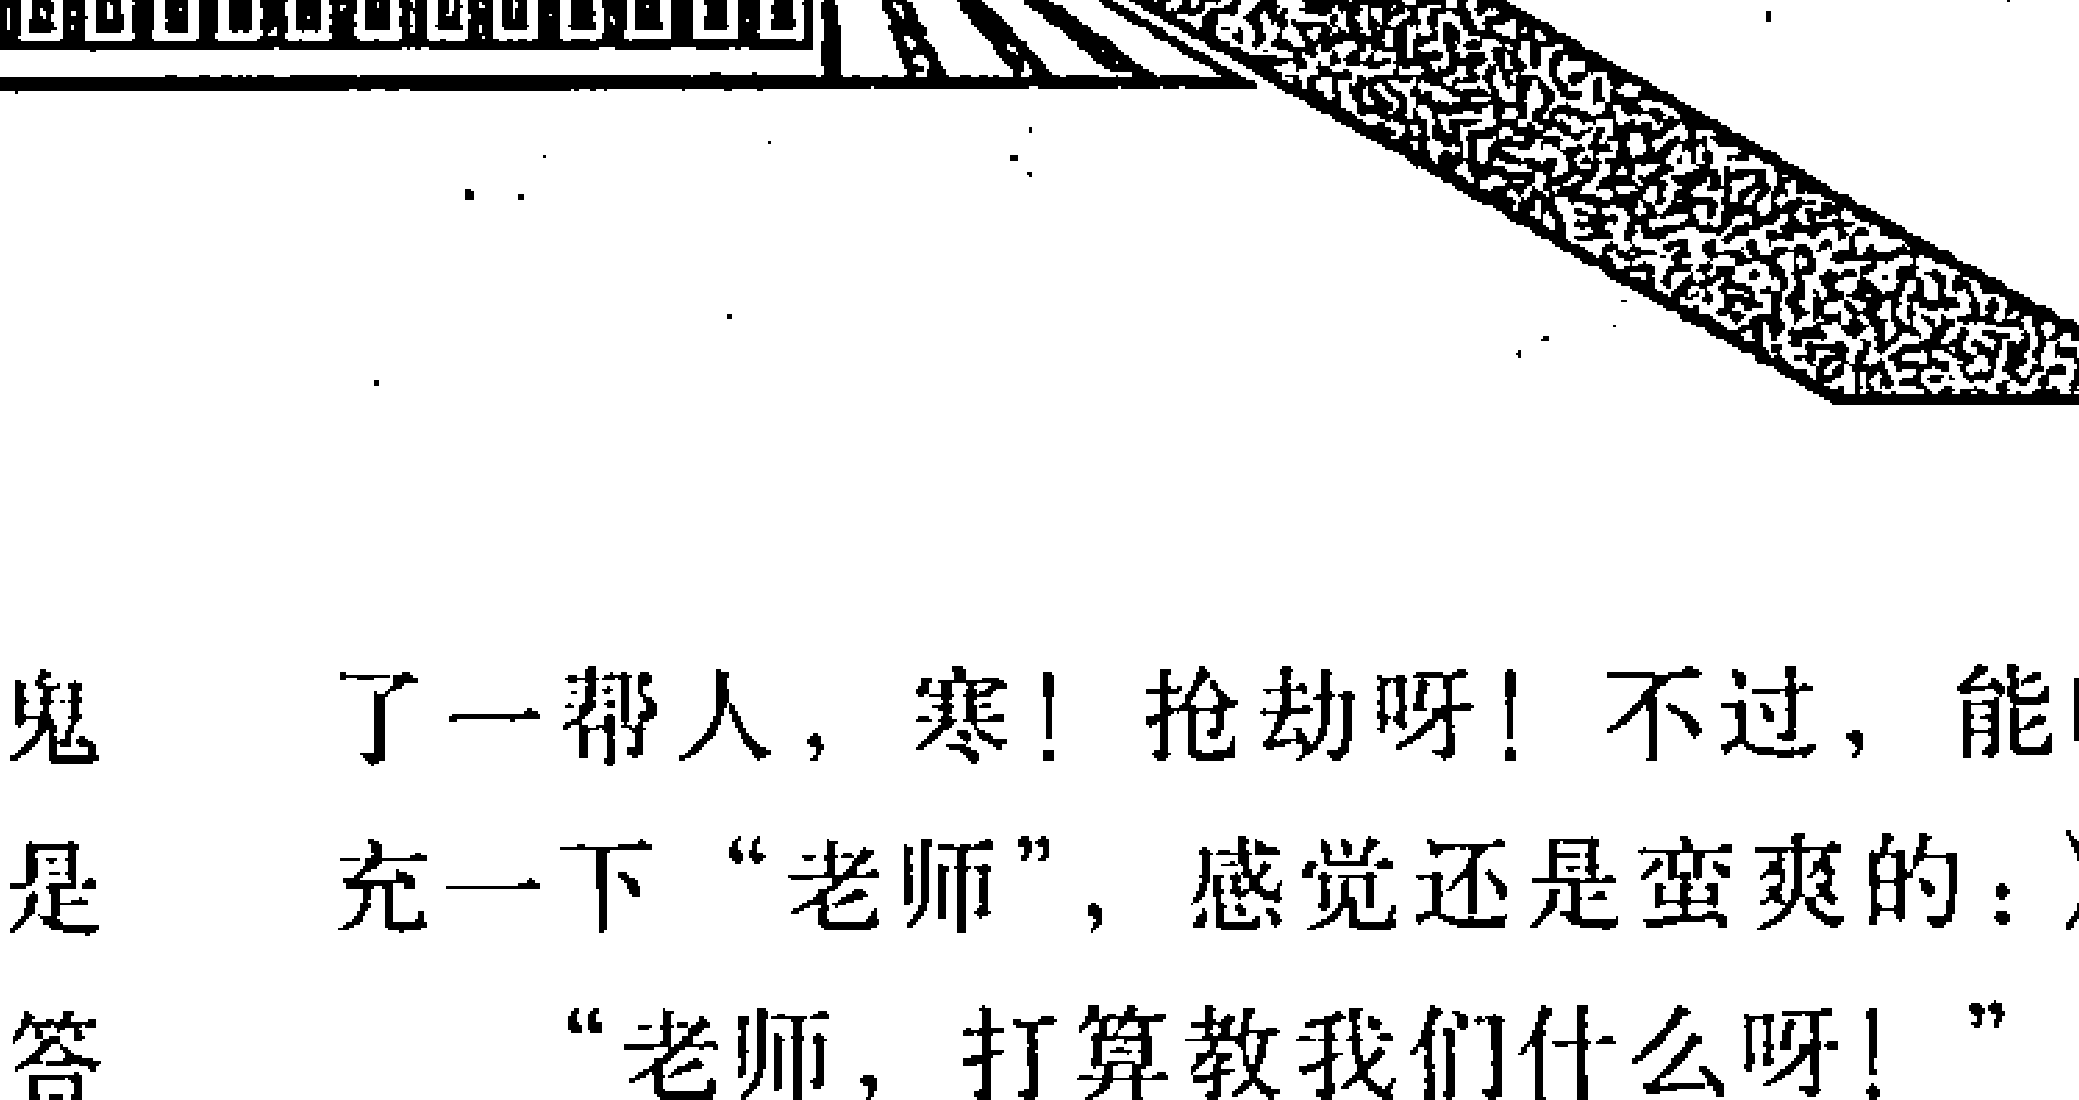 鬼
是
答
了一帮人，寒！抢劫呀！不过，能
充一下“老师”，感觉还是蛮爽的：）
“老师，打算教我们什么呀！”